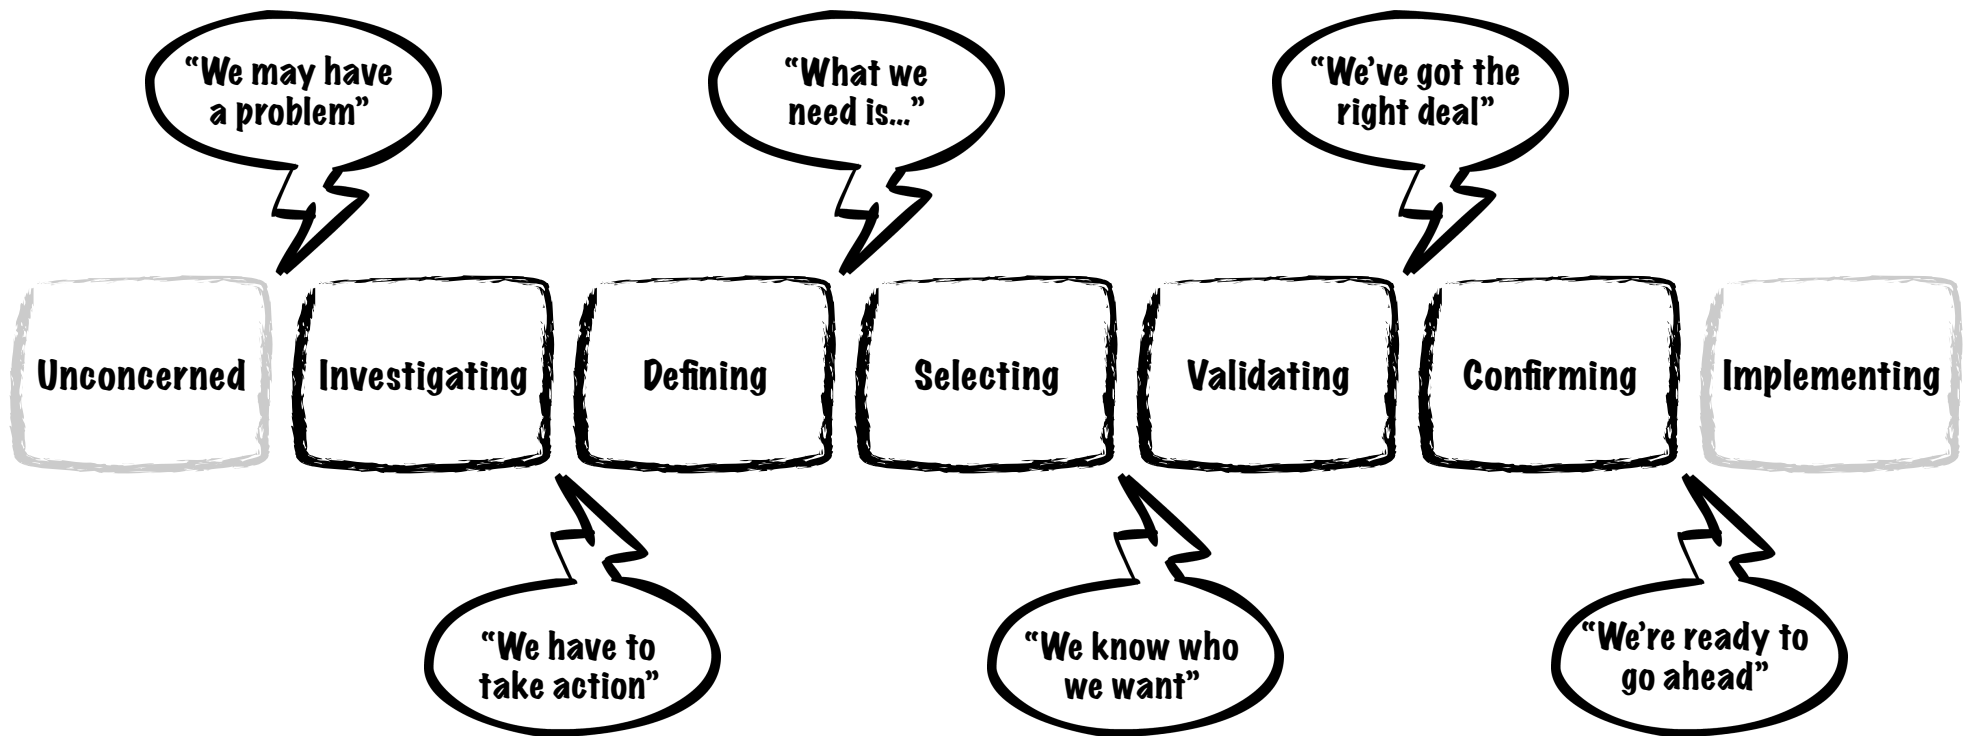 “We may have
a problem”
“What we
need is...”
“We’ve got the
right deal”
Unconcerned
Investigating
Defining
Selecting
Validating
Confirming
Implementing
“We have to
take action”
“We know who
we want”
“We’re ready to
go ahead”